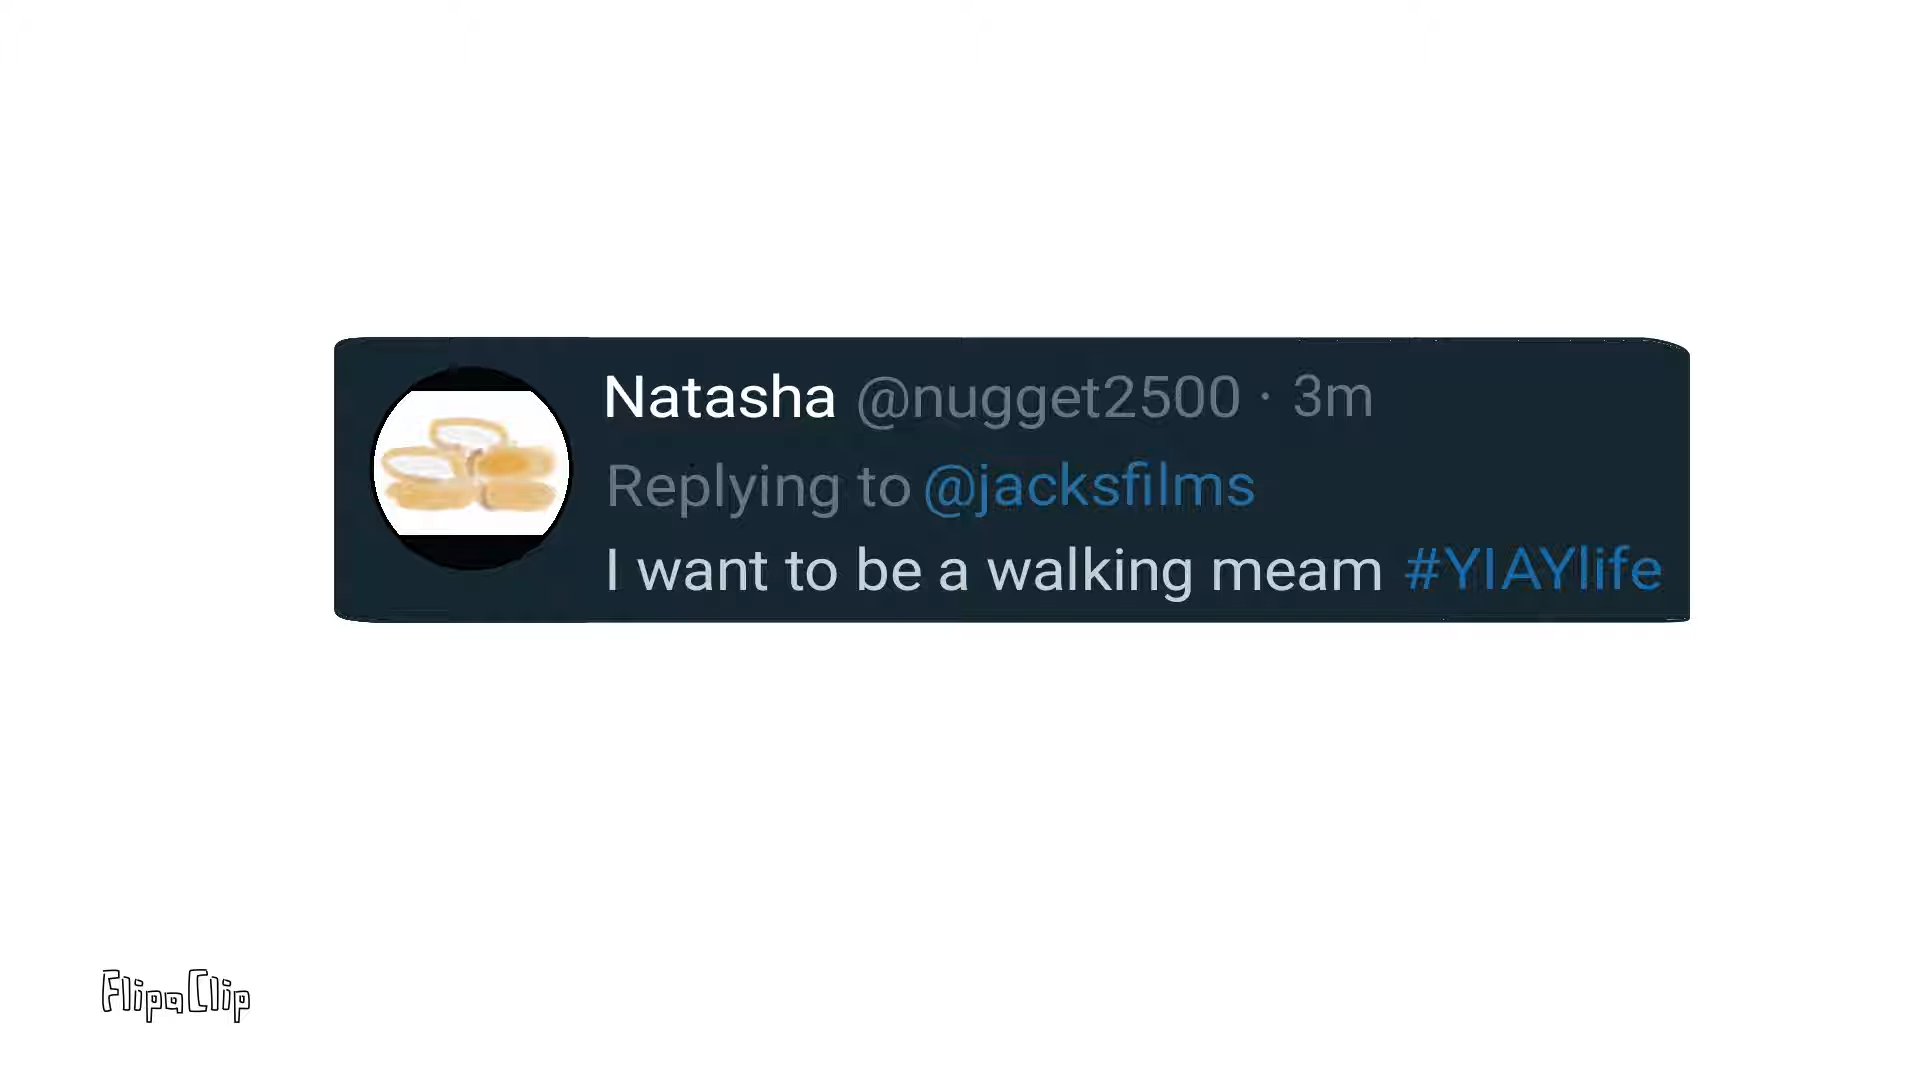 Natasha @nugget2500 · 3m
Replying to @jacksfilms
I want to be a walking meam #YIAYlife
FlipaClip